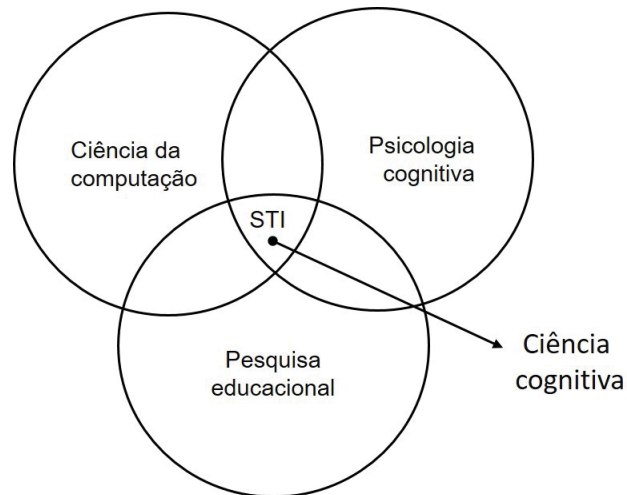 Ciência da
computação
Psicologia
cognitiva
STI
Pesquisa
educacional
Ciência
cognitiva